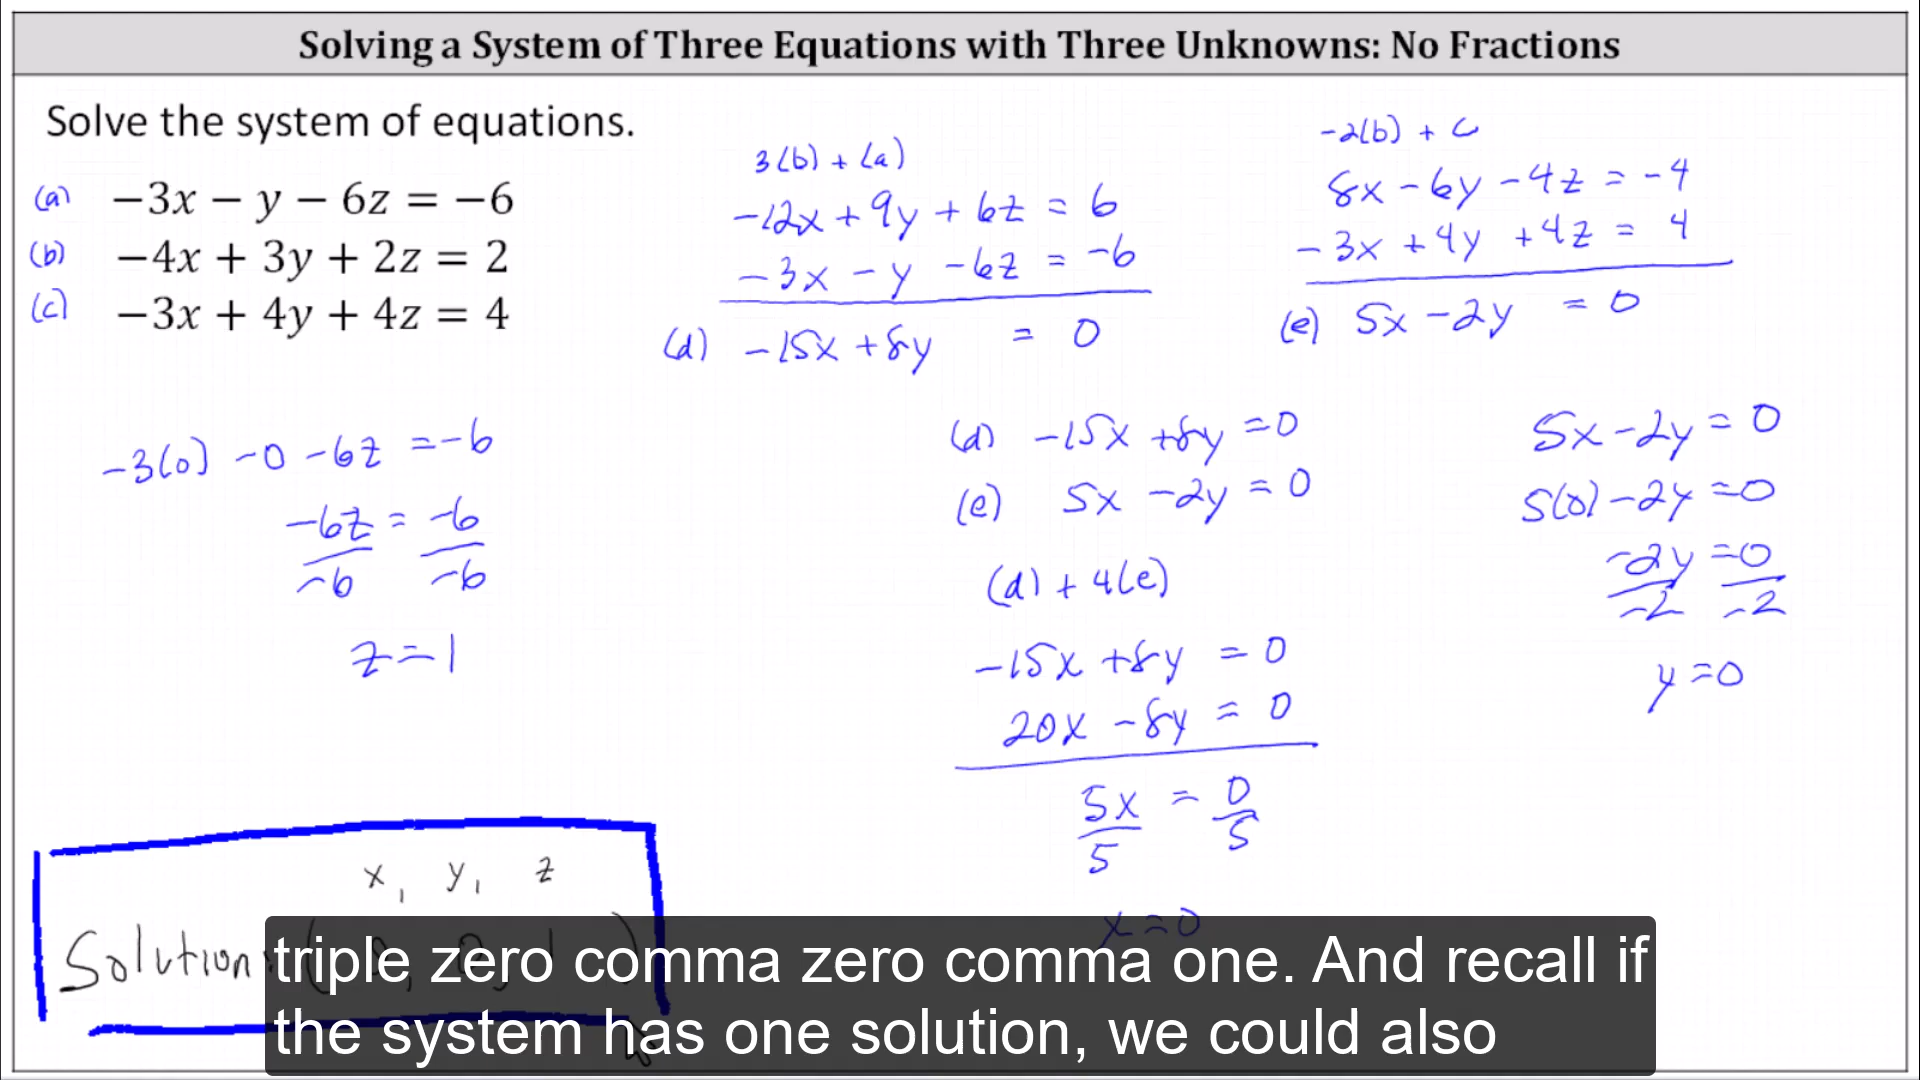 Solving a System of Three Equations with Three Unknowns: No Fractions
Solve the system of equations.
(a) −3x − y − 6z = −6
(b) −4x + 3y + 2z = 2
(c) −3x + 4y + 4z = 4
3(b) + (a)
-12x + 9y + 6z = 6
-3x - y - 6z = -6
(d) -15x + 8y = 0
-2(b) + c
8x - 6y - 4z = -4
-3x + 4y + 4z = 4
(e) 5x - 2y = 0
-3(0) - 0 - 6z = -6
-6z = -6
-6 -6
z = 1
(d) -15x + 8y = 0
(e) 5x - 2y = 0
(d) + 4(e)
-15x + 8y = 0
20x - 8y = 0
5x = 0
5 5
x = 0
5x - 2y = 0
5(0) - 2y = 0
-2y = 0
-2 -2
y = 0
x, y, z
Solution: (0, 0, 1)
triple zero comma zero comma one. And recall if
the system has one solution, we could also